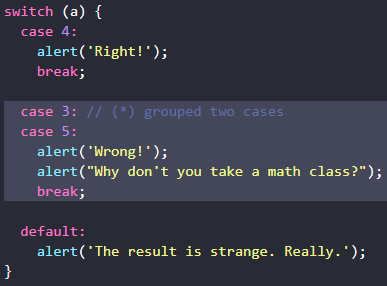 switch (a) {
  case 4:
    alert('Right!');
    break;

  case 3: // (*) grouped two cases
  case 5:
    alert('Wrong!');
    alert("Why don't you take a math class?");
    break;

  default:
    alert('The result is strange. Really.');
}